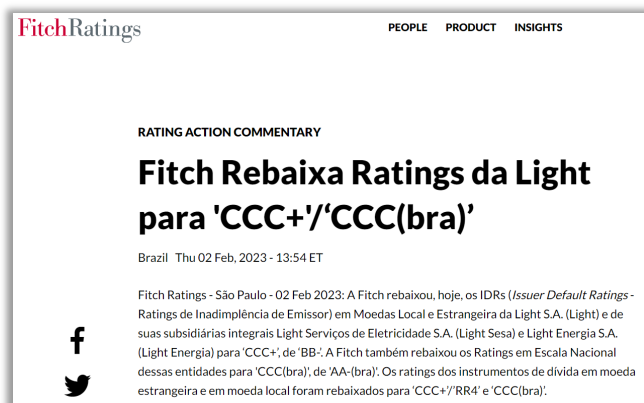 FitchRatings
PEOPLE PRODUCT INSIGHTS
RATING ACTION COMMENTARY
Fitch Rebaixa Ratings da Light
para 'CCC+'/‘CCC(bra)’
Brazil Thu 02 Feb, 2023 - 13:54 ET
Fitch Ratings - São Paulo - 02 Feb 2023: A Fitch rebaixou, hoje, os IDRs (Issuer Default Ratings -
Ratings de Inadimplência de Emissor) em Moedas Local e Estrangeira da Light S.A. (Light) e de
suas subsidiárias integrais Light Serviços de Eletricidade S.A. (Light Sesa) e Light Energia S.A.
(Light Energia) para ‘CCC+’, de ‘BB-’. A Fitch também rebaixou os Ratings em Escala Nacional
dessas entidades para ‘CCC(bra)’, de ‘AA-(bra)’. Os ratings dos instrumentos de dívida em moeda
estrangeira e em moeda local foram rebaixados para ‘CCC+’/‘RR4’ e ‘CCC(bra)’.